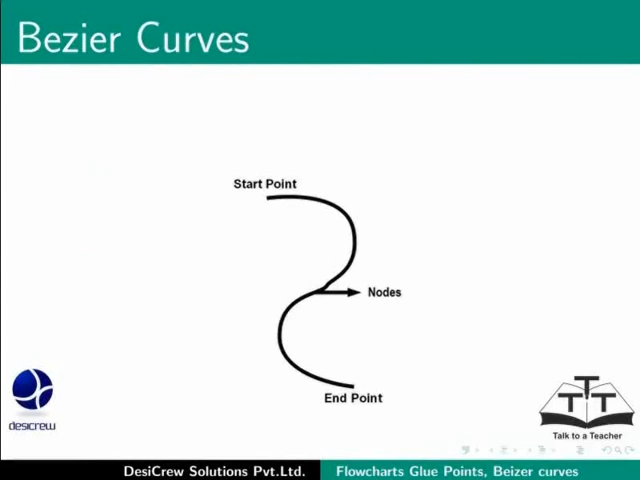 Bezier Curves
Start Point
Nodes
End Point
desicrew
TTT
Talk to a Teacher
DesiCrew Solutions Pvt.Ltd.
Flowcharts Glue Points, Beizer curves